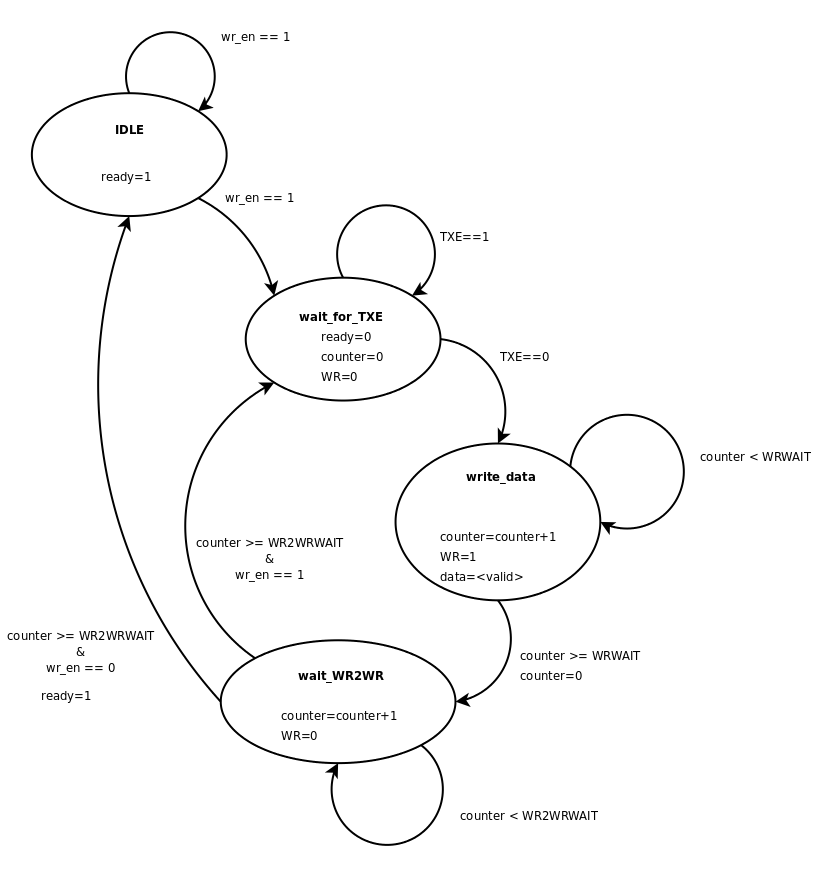 wr_en == 1
IDLE
ready=1
wr_en == 1
TXE==1
wait_for_TXE
ready=0
counter=0
WR=0
TXE==0
counter < WRWAIT
write_data
counter=counter+1
WR=1
data=<valid>
counter >= WR2WRWAIT
&
wr_en == 1
counter >= WR2WRWAIT
&
wr_en == 0
ready=1
counter >= WRWAIT
counter=0
wait_WR2WR
counter=counter+1
WR=0
counter < WR2WRWAIT